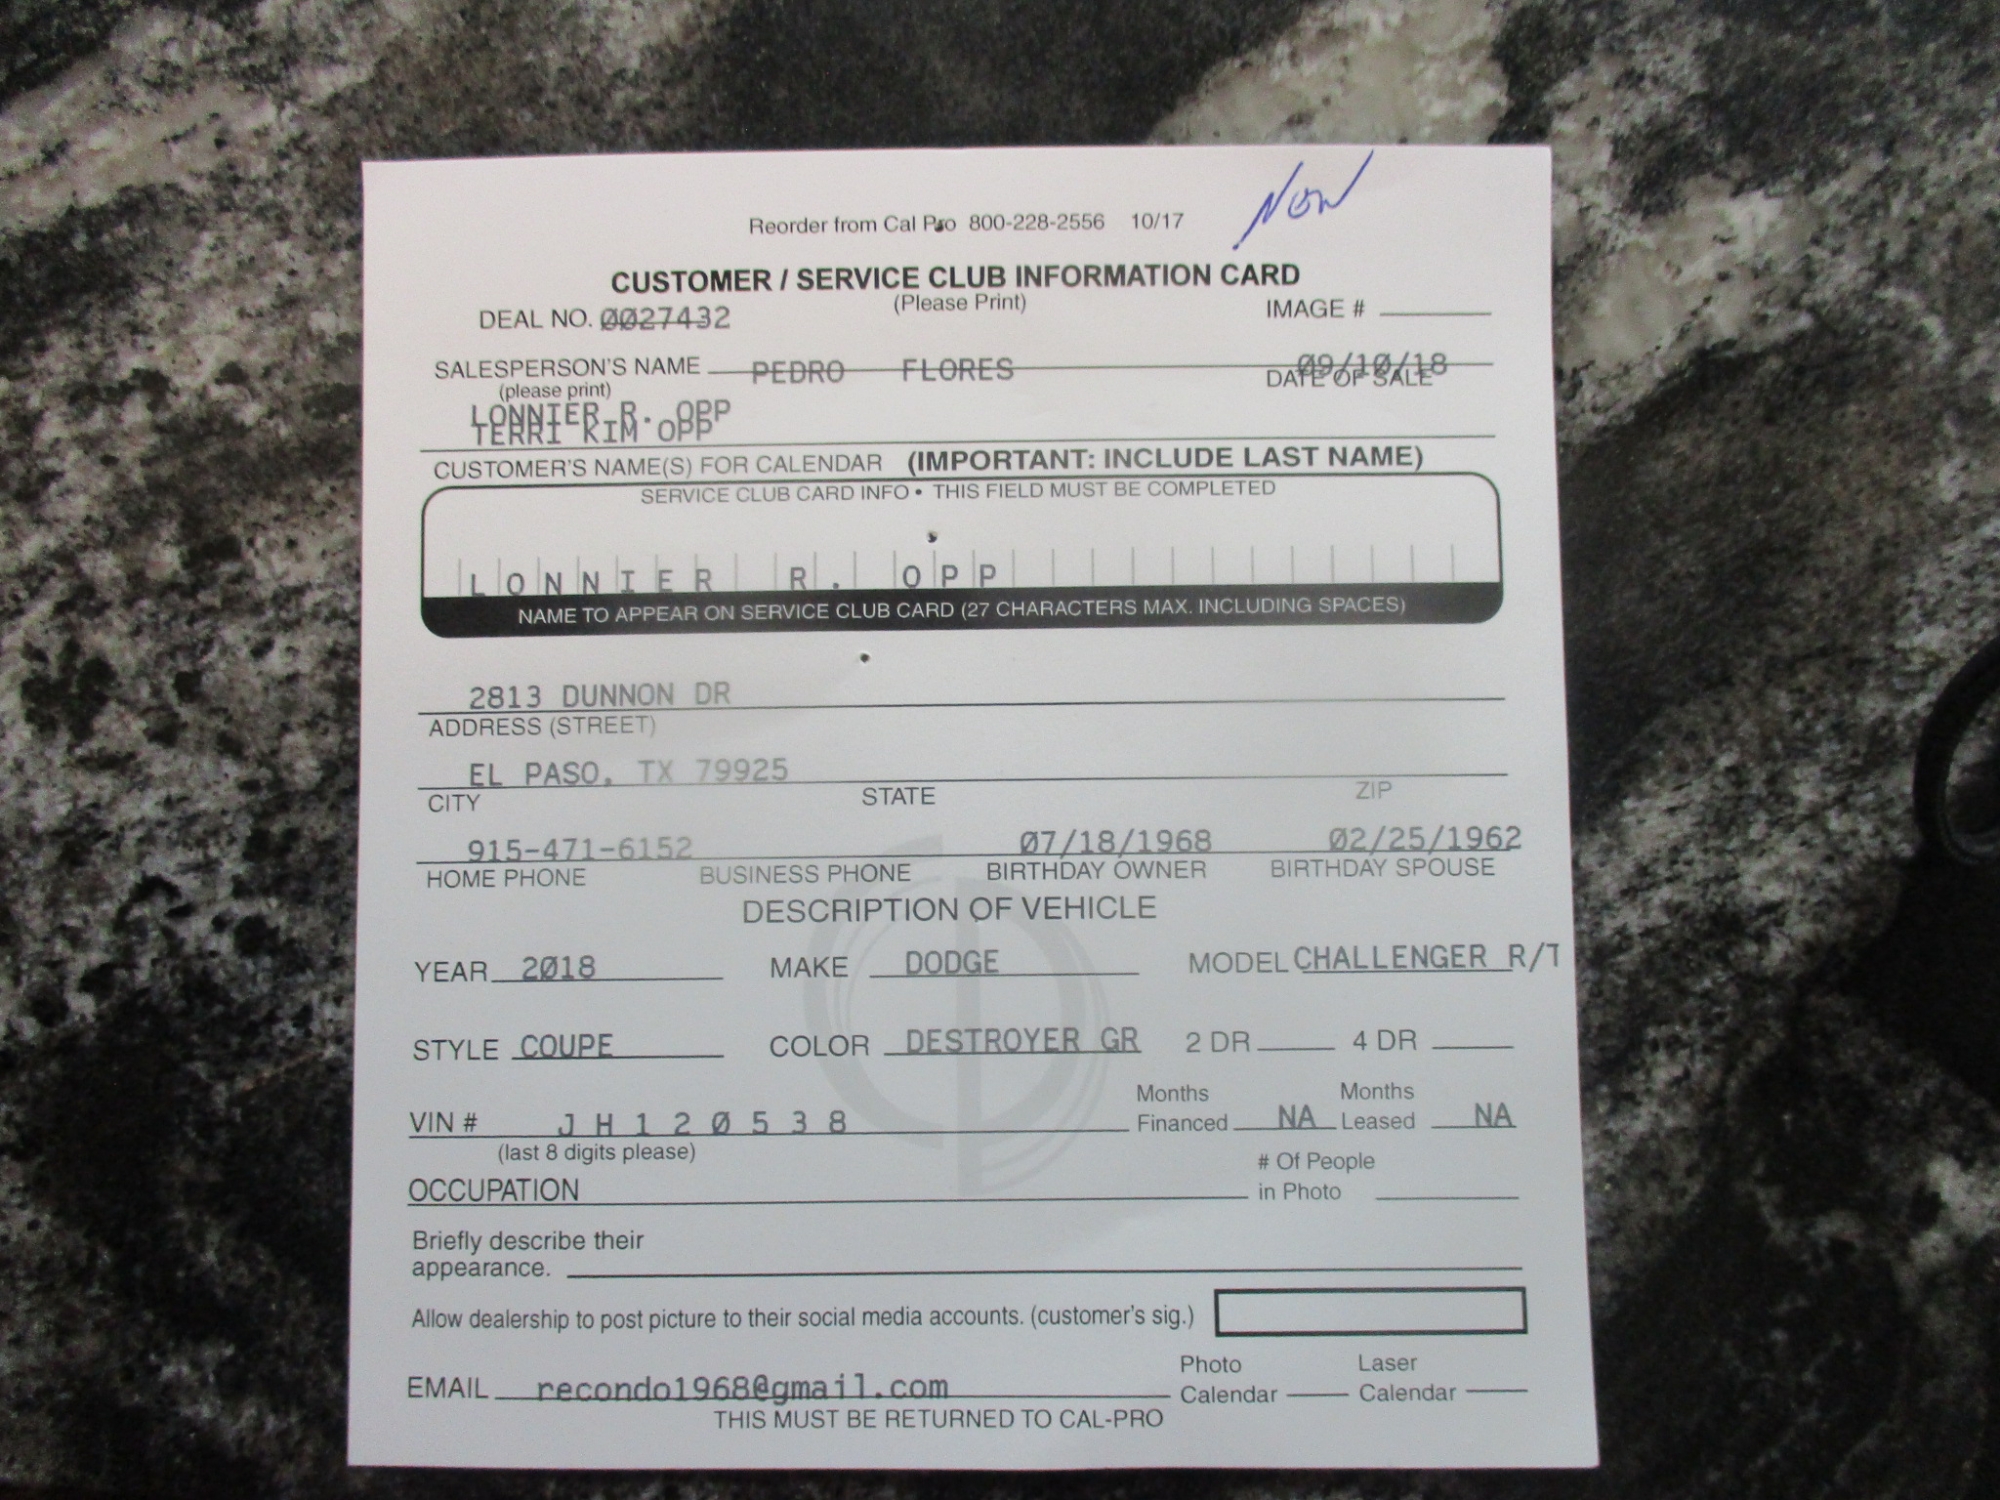 NEW
Reorder from Cal Pro 800-228-2556 10/17
CUSTOMER / SERVICE CLUB INFORMATION CARD
(Please Print)
DEAL NO. 0027432 IMAGE #
SALESPERSON'S NAME PEDRO FLORES 09/10/18
(please print) DATE OF SALE
LONNIER R. OPP
TERRI KIM OPP
CUSTOMER'S NAME(S) FOR CALENDAR (IMPORTANT: INCLUDE LAST NAME)
SERVICE CLUB CARD INFO • THIS FIELD MUST BE COMPLETED
LONNIER R. OPP
NAME TO APPEAR ON SERVICE CLUB CARD (27 CHARACTERS MAX. INCLUDING SPACES)
2813 DUNNON DR
ADDRESS (STREET)
EL PASO, TX 79925
CITY STATE ZIP
915-471-6152 07/18/1968 02/25/1962
HOME PHONE BUSINESS PHONE BIRTHDAY OWNER BIRTHDAY SPOUSE
DESCRIPTION OF VEHICLE
YEAR 2018 MAKE DODGE MODEL CHALLENGER R/T
STYLE COUPE COLOR DESTROYER GR 2 DR 4 DR
VIN # JH120538 Months Financed NA Months Leased NA
(last 8 digits please)
OCCUPATION # Of People in Photo
Briefly describe their
appearance.
Allow dealership to post picture to their social media accounts. (customer's sig.)
EMAIL recondo1968@gmail.com Photo Calendar Laser Calendar
THIS MUST BE RETURNED TO CAL-PRO